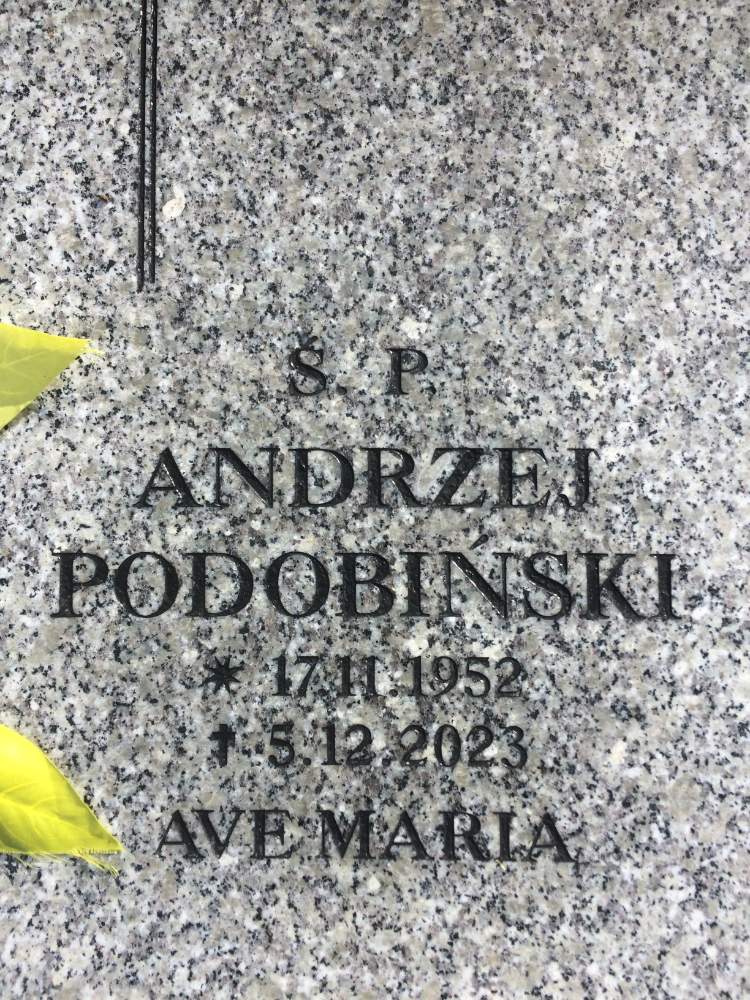 Ś. P
ANDRZEJ
PODOBIŃSKI
* 17.11.1952
† 5.12.2023
AVE MARIA